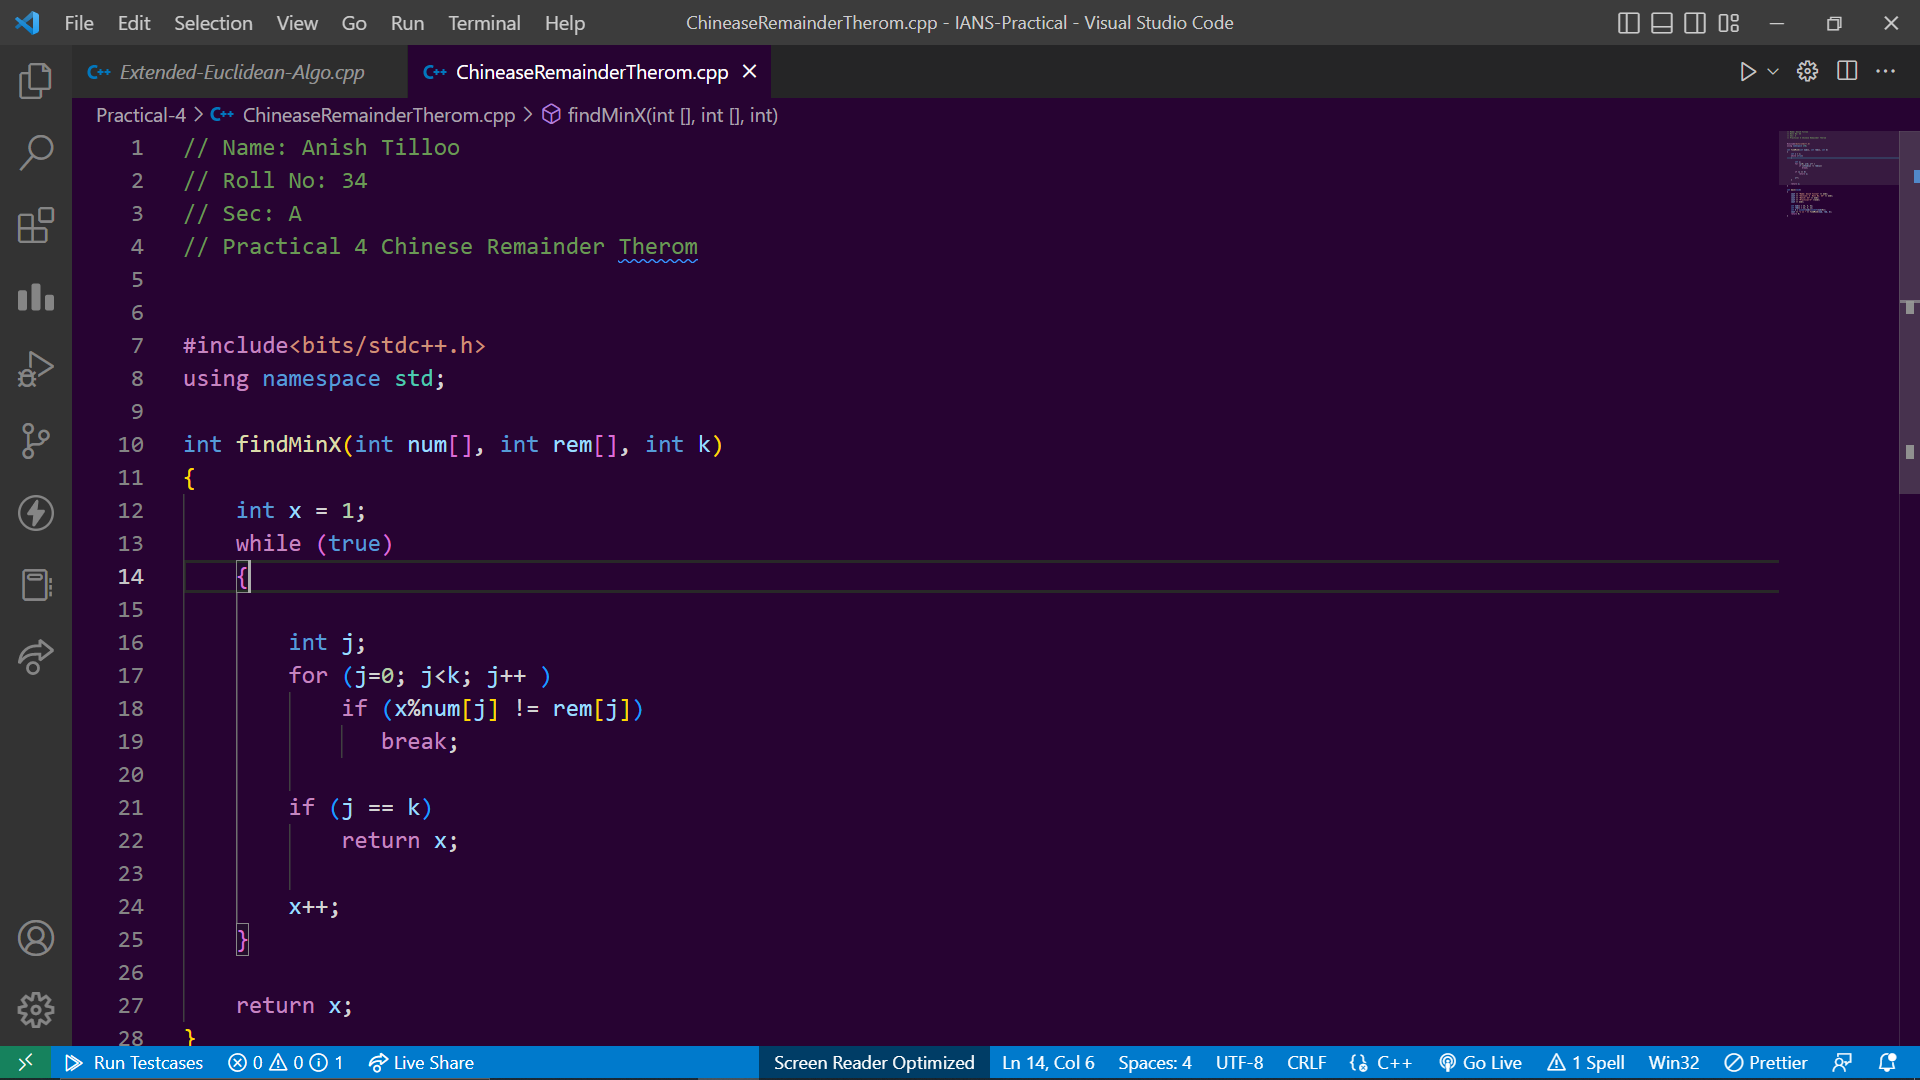 File Edit Selection View Go Run Terminal Help ChineaseRemainderTherom.cpp - IANS-Practical - Visual Studio Code
C++ Extended-Euclidean-Algo.cpp C++ ChineaseRemainderTherom.cpp
Practical-4 > C++ ChineaseRemainderTherom.cpp > findMinX(int [], int [], int)
1 // Name: Anish Tilloo
2 // Roll No: 34
3 // Sec: A
4 // Practical 4 Chinese Remainder Therom
5
6
7 #include<bits/stdc++.h>
8 using namespace std;
9
10 int findMinX(int num[], int rem[], int k)
11 {
12 int x = 1;
13 while (true)
14 {
15
16 int j;
17 for (j=0; j<k; j++ )
18 if (x%num[j] != rem[j])
19 break;
20
21 if (j == k)
22 return x;
23
24 x++;
25 }
26
27 return x;
28 }
Run Testcases 0 0 1 Live Share Screen Reader Optimized Ln 14, Col 6 Spaces: 4 UTF-8 CRLF C++ Go Live 1 Spell Win32 Prettier